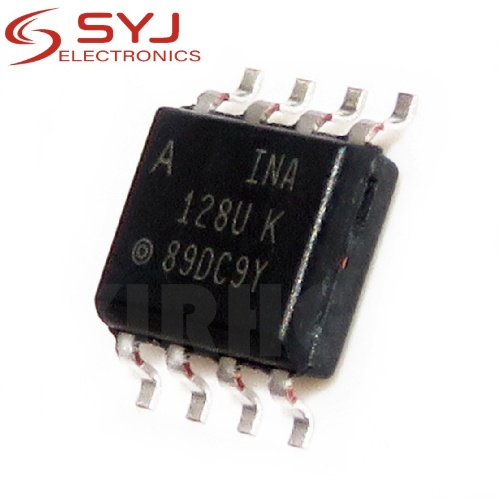 SYJ
ELECTRONICS
A INA
128U K
89DC9Y